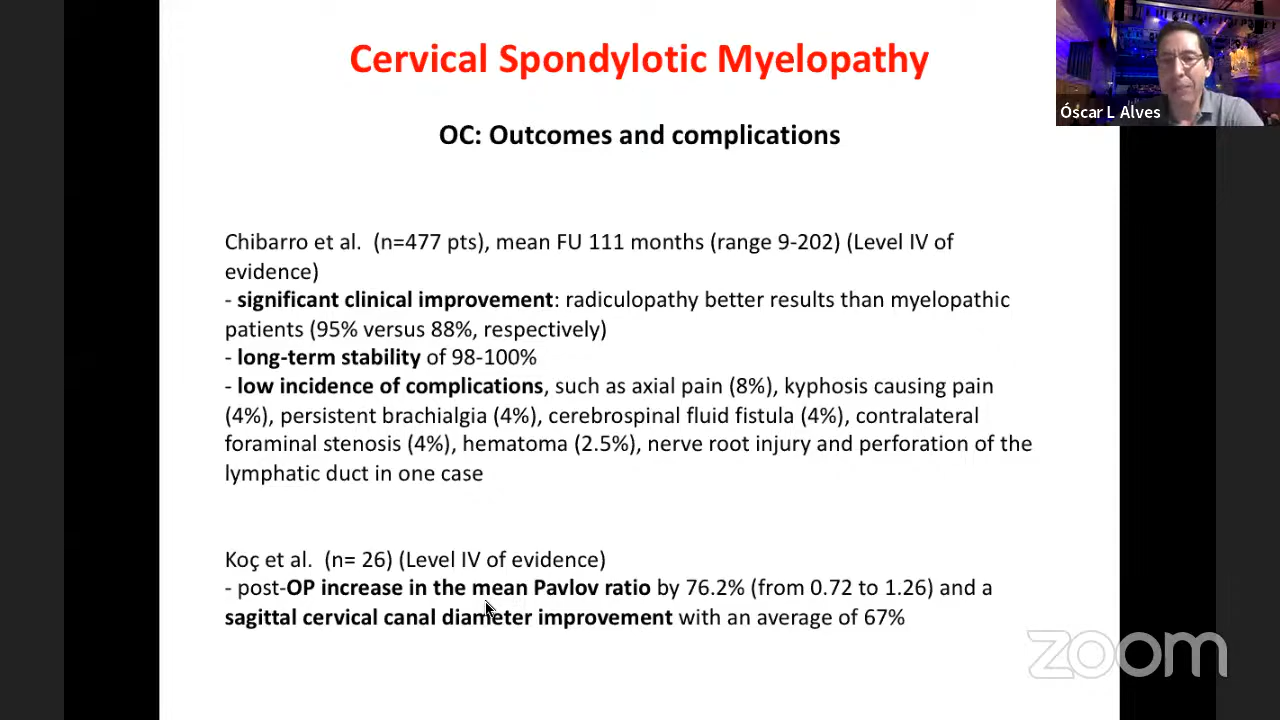 Cervical Spondylotic Myelopathy
Óscar L Alves
OC: Outcomes and complications
Chibarro et al.  (n=477 pts), mean FU 111 months (range 9-202) (Level IV of
evidence)
- significant clinical improvement: radiculopathy better results than myelopathic
patients (95% versus 88%, respectively)
- long-term stability of 98-100%
- low incidence of complications, such as axial pain (8%), kyphosis causing pain
(4%), persistent brachialgia (4%), cerebrospinal fluid fistula (4%), contralateral
foraminal stenosis (4%), hematoma (2.5%), nerve root injury and perforation of the
lymphatic duct in one case
Koç et al.  (n= 26) (Level IV of evidence)
- post-OP increase in the mean Pavlov ratio by 76.2% (from 0.72 to 1.26) and a
sagittal cervical canal diameter improvement with an average of 67%
zoom